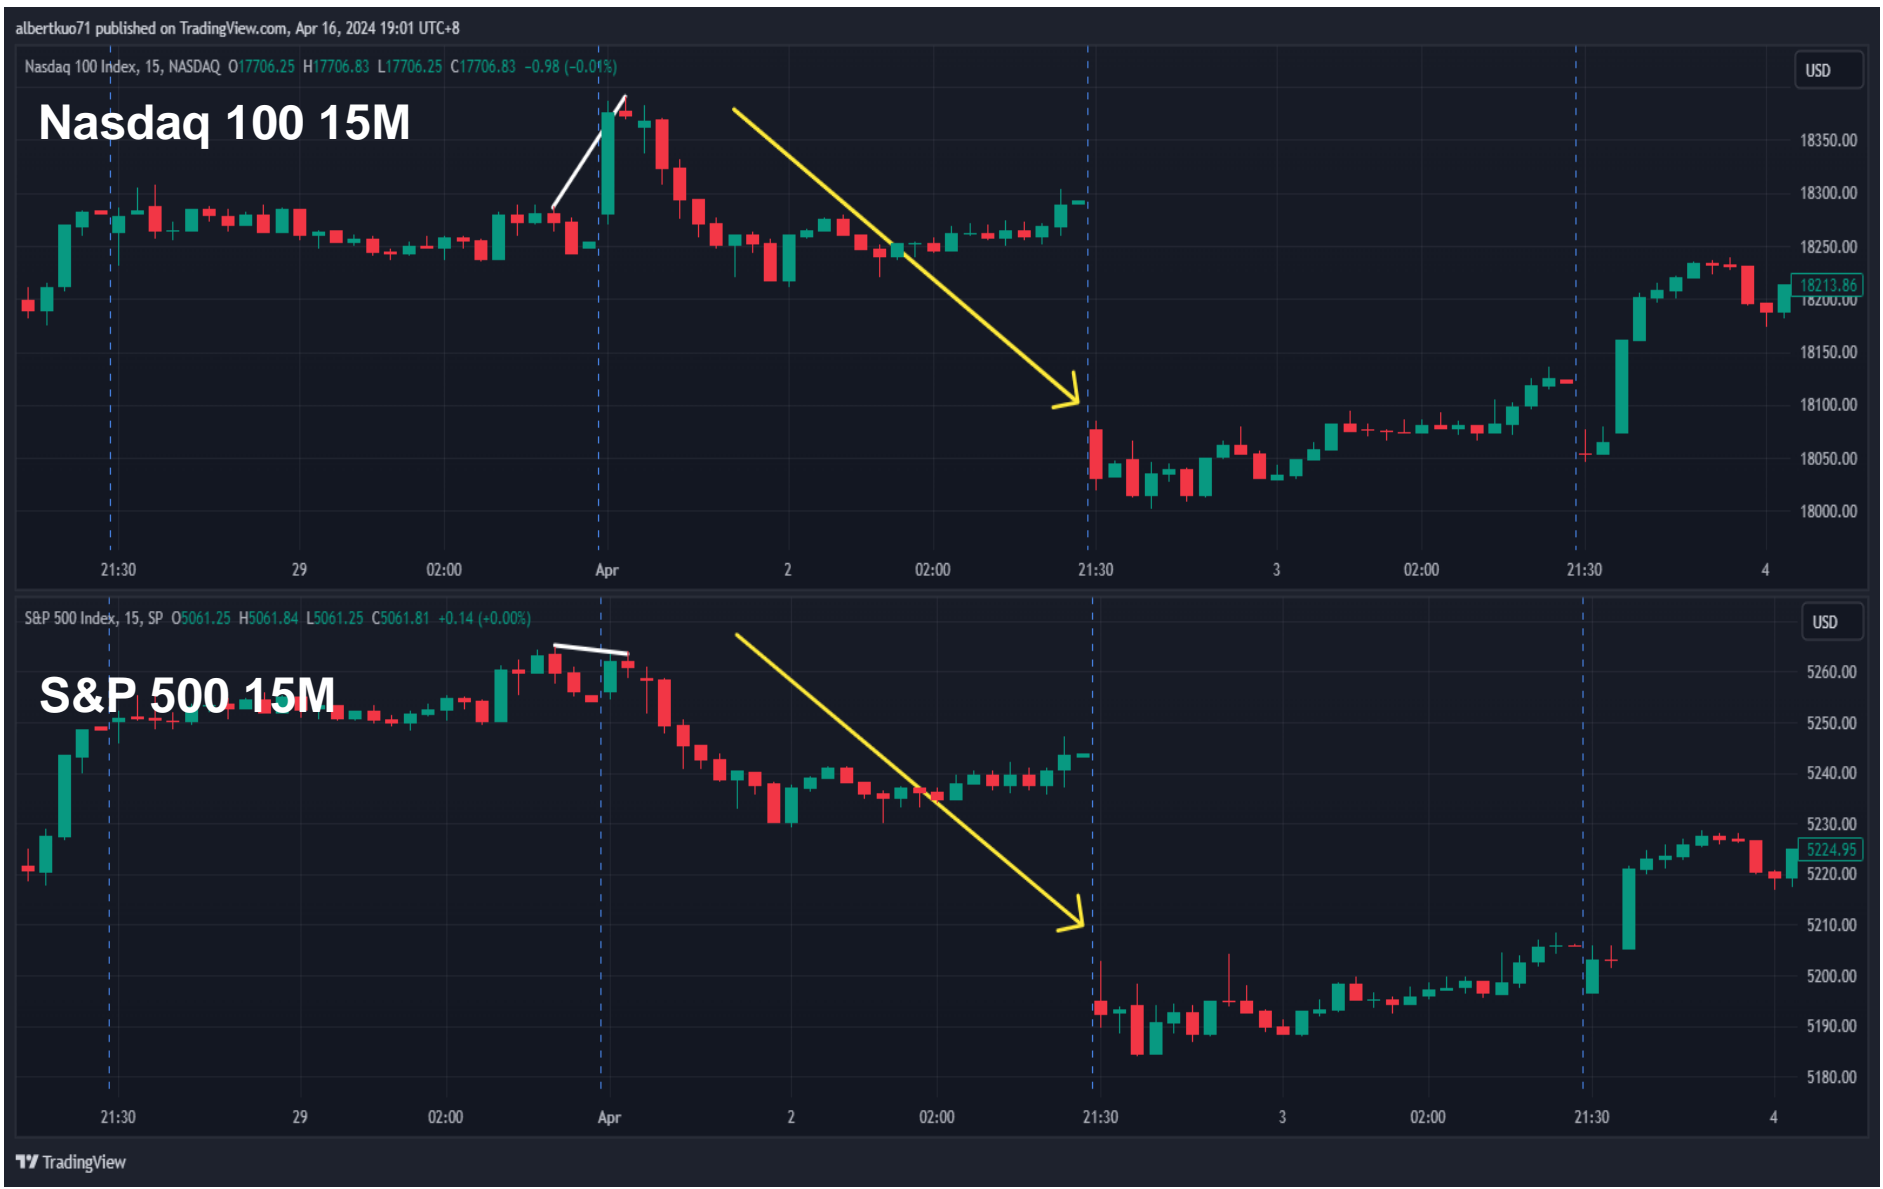 albertkuo71 published on TradingView.com, Apr 16, 2024 19:01 UTC+8
Nasdaq 100 Index, 15, NASDAQ O17706.25 H17706.83 L17706.25 C17706.83 −0.98 (−0.01%)
USD
Nasdaq 100 15M
18350.00
18300.00
18250.00
18213.86
18200.00
18150.00
18100.00
18050.00
18000.00
21:30 29 02:00 Apr 2 02:00 21:30 3 02:00 21:30 4
S&P 500 Index, 15, SP O5061.25 H5061.84 L5061.25 C5061.81 +0.14 (+0.00%)
USD
S&P 500 15M
5260.00
5250.00
5240.00
5230.00
5224.95
5220.00
5210.00
5200.00
5190.00
5180.00
21:30 29 02:00 Apr 2 02:00 21:30 3 02:00 21:30 4
TradingView